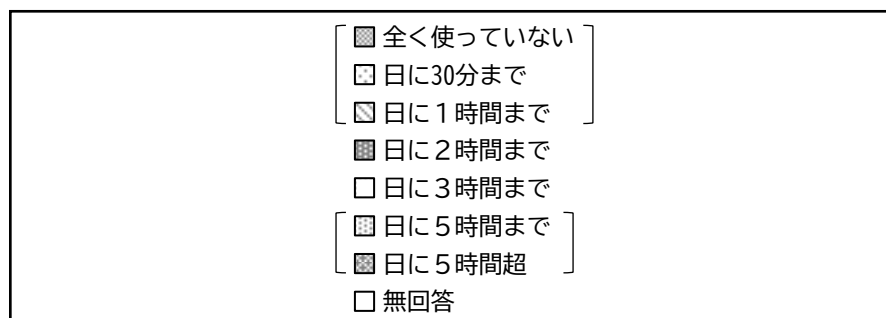 全く使っていない
日に30分まで
日に１時間まで
日に２時間まで
日に３時間まで
日に５時間まで
日に５時間超
無回答